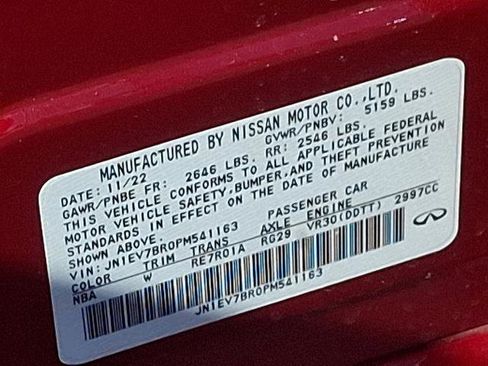 MANUFACTURED BY NISSAN MOTOR CO.,LTD.
DATE: 11/22 GVWR/PNBV: 5159 LBS.
GAWR/PNBE FR: 2646 LBS. RR: 2546 LBS.
THIS VEHICLE CONFORMS TO ALL APPLICABLE FEDERAL
MOTOR VEHICLE SAFETY,BUMPER,AND THEFT PREVENTION
STANDARDS IN EFFECT ON THE DATE OF MANUFACTURE
SHOWN ABOVE.
VIN: JN1EV7BR0PM541163 PASSENGER CAR
COLOR TRIM TRANS AXLE ENGINE 2997CC
NBA W RE7R01A RG29 VR30(DDTT)
INFINITI
JN1EV7BR0PM541163